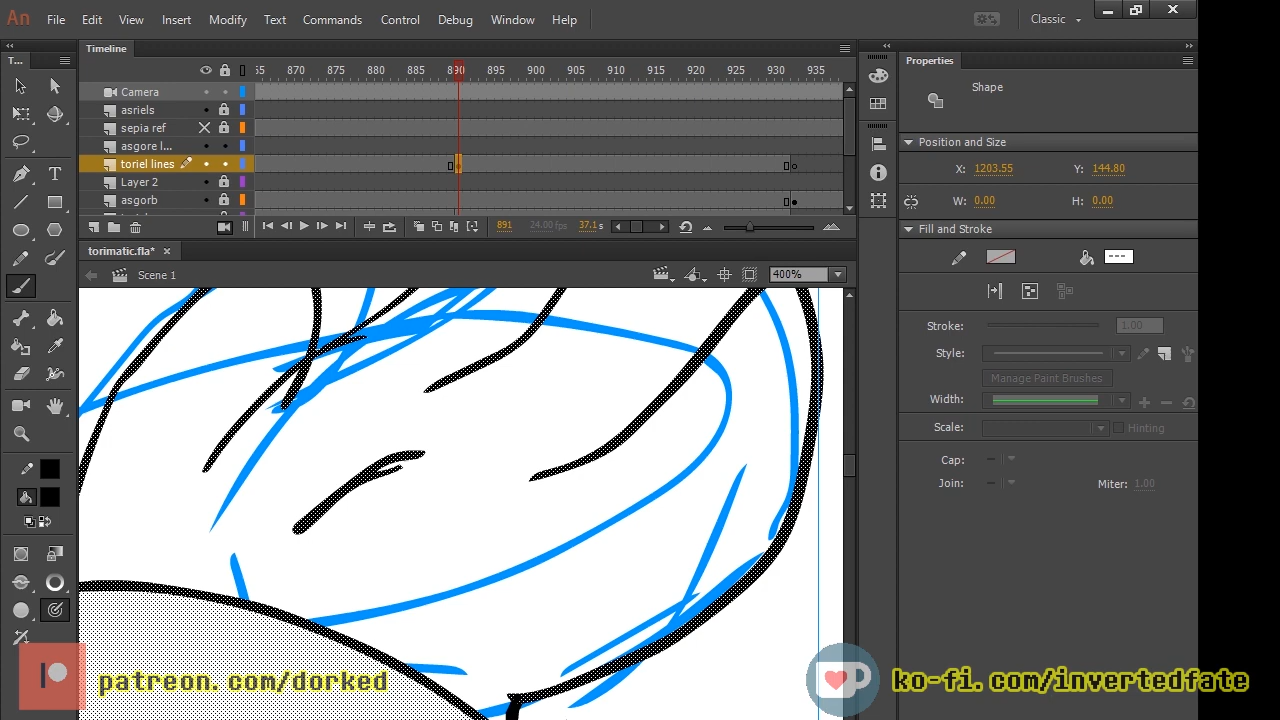 An File Edit View Insert Modify Text Commands Control Debug Window Help Classic
Timeline
65 870 875 880 885 890 895 900 905 910 915 920 925 930 935
Camera
asriels
sepia ref
asgore l...
toriel lines
Layer 2
asgorb
891 24.00 fps 37.1 s
torimatic.fla*
Scene 1
400%
T...
Properties
Shape
Position and Size
X: 1203.55 Y: 144.80
W: 0.00 H: 0.00
Fill and Stroke
Stroke: 1.00
Style:
Manage Paint Brushes
Width:
Scale: Hinting
Cap:
Join: Miter: 1.00
patreon.com/dorked
ko-fi.com/invertedfate